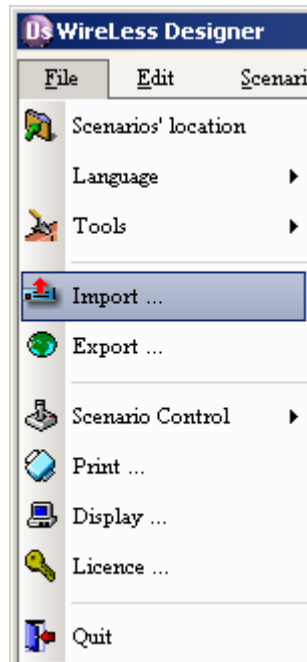 Ds WireLess Designer
File Edit Scenari
Scenarios' location
Language
Tools
Import ...
Export ...
Scenario Control
Print ...
Display ...
Licence ...
Quit